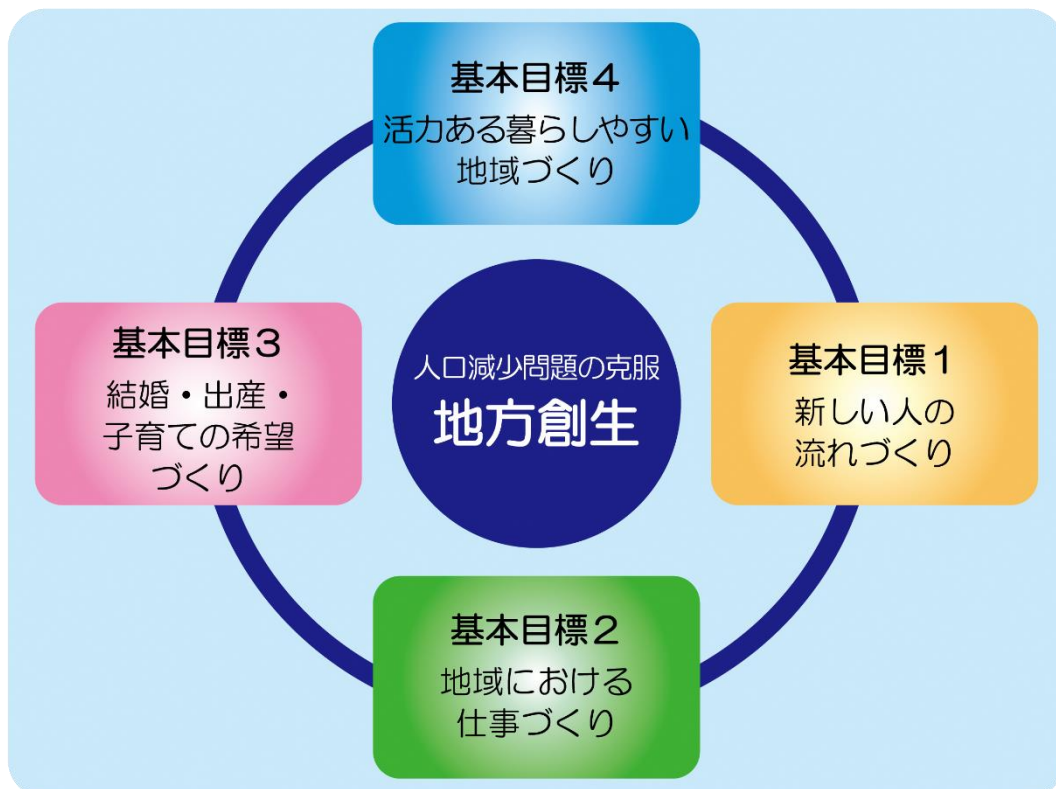 基本目標４
活力ある暮らしやすい
地域づくり
基本目標３
結婚・出産・
子育ての希望
づくり
人口減少問題の克服
地方創生
基本目標１
新しい人の
流れづくり
基本目標２
地域における
仕事づくり